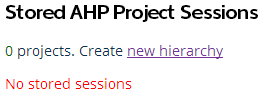 Stored AHP Project Sessions
0 projects. Create new hierarchy
No stored sessions